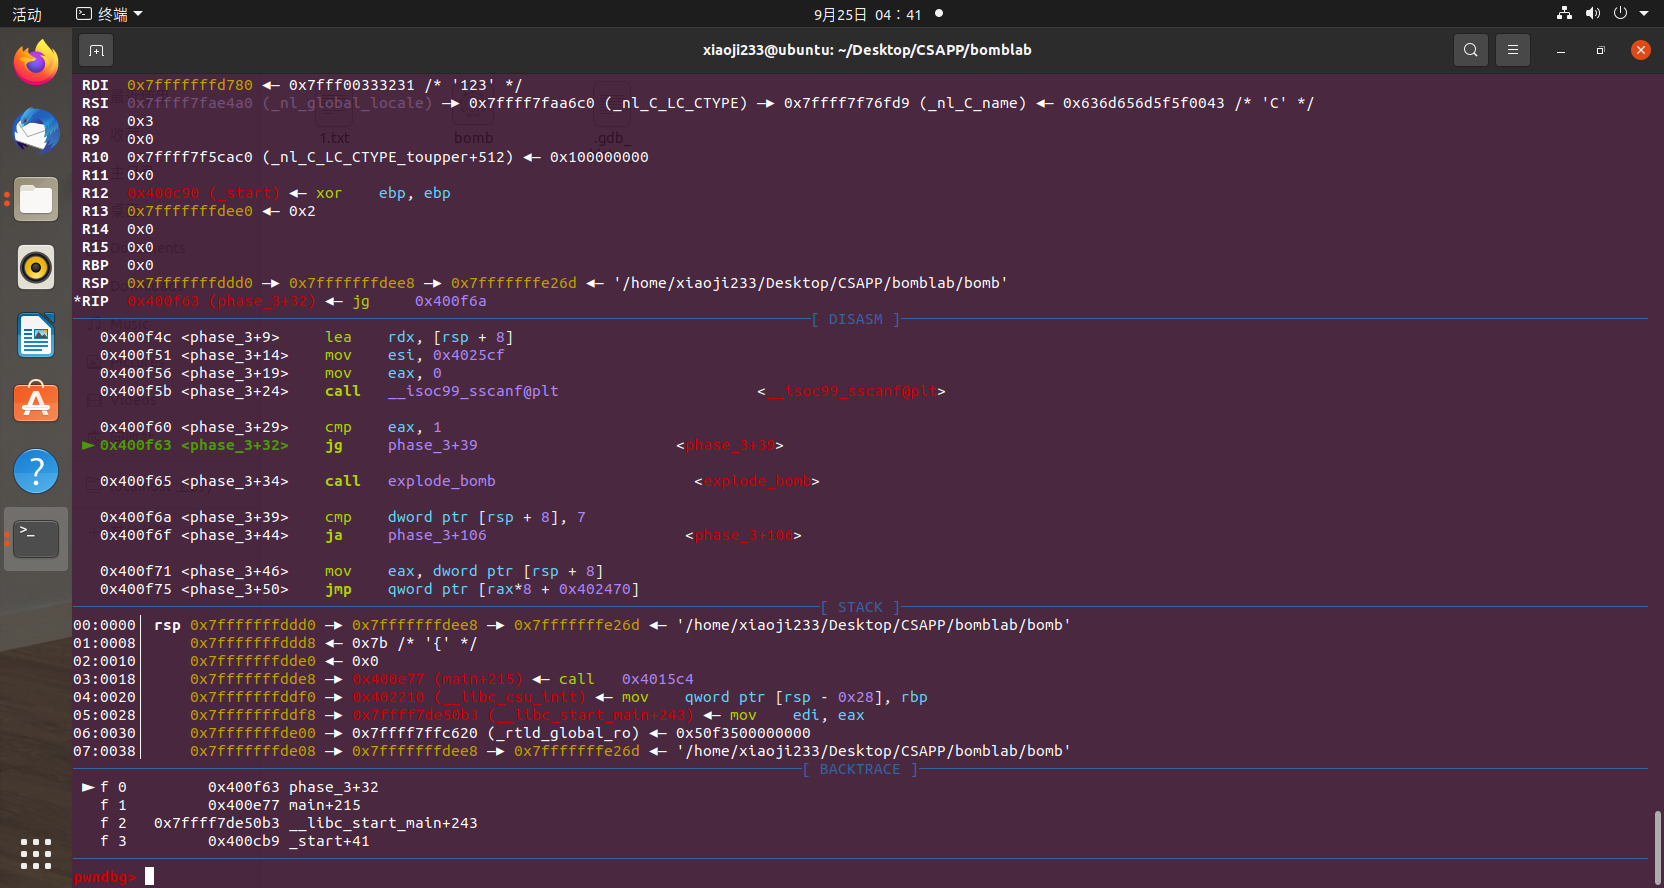 活动 终端 9月25日 04：41
xiaoji233@ubuntu: ~/Desktop/CSAPP/bomblab
RDI 0x7fffffffd780 ◂— 0x7fff00333231 /* '123' */
RSI 0x7ffff7fae4a0 (_nl_global_locale) —▸ 0x7ffff7faa6c0 (_nl_C_LC_CTYPE) —▸ 0x7ffff7f76fd9 (_nl_C_name) ◂— 0x636d656d5f5f0043 /* 'C' */
R8 0x3
R9 0x0
1.txt bomb .gdb_
R10 0x7ffff7f5cac0 (_nl_C_LC_CTYPE_toupper+512) ◂— 0x100000000
R11 0x0
R12 0x400c90 (_start) ◂— xor ebp, ebp
R13 0x7fffffffdee0 ◂— 0x2
R14 0x0
R15 0x0
RBP 0x0
RSP 0x7fffffffddd0 —▸ 0x7fffffffdee8 —▸ 0x7fffffffe26d ◂— '/home/xiaoji233/Desktop/CSAPP/bomblab/bomb'
*RIP 0x400f63 (phase_3+32) ◂— jg 0x400f6a
[ DISASM ]
0x400f4c <phase_3+9> lea rdx, [rsp + 8]
0x400f51 <phase_3+14> mov esi, 0x4025cf
0x400f56 <phase_3+19> mov eax, 0
0x400f5b <phase_3+24> call __isoc99_sscanf@plt <__isoc99_sscanf@plt>
0x400f60 <phase_3+29> cmp eax, 1
► 0x400f63 <phase_3+32> jg phase_3+39 <phase_3+39>
0x400f65 <phase_3+34> call explode_bomb <explode_bomb>
0x400f6a <phase_3+39> cmp dword ptr [rsp + 8], 7
0x400f6f <phase_3+44> ja phase_3+106 <phase_3+106>
0x400f71 <phase_3+46> mov eax, dword ptr [rsp + 8]
0x400f75 <phase_3+50> jmp qword ptr [rax*8 + 0x402470]
[ STACK ]
00:0000│ rsp 0x7fffffffddd0 —▸ 0x7fffffffdee8 —▸ 0x7fffffffe26d ◂— '/home/xiaoji233/Desktop/CSAPP/bomblab/bomb'
01:0008│ 0x7fffffffddd8 ◂— 0x7b /* '{' */
02:0010│ 0x7fffffffdde0 ◂— 0x0
03:0018│ 0x7fffffffdde8 —▸ 0x400e77 (main+215) ◂— call 0x4015c4
04:0020│ 0x7fffffffddf0 —▸ 0x402210 (__libc_csu_init) ◂— mov qword ptr [rsp - 0x28], rbp
05:0028│ 0x7fffffffddf8 —▸ 0x7ffff7de50b3 (__libc_start_main+243) ◂— mov edi, eax
06:0030│ 0x7fffffffde00 —▸ 0x7ffff7ffc620 (_rtld_global_ro) ◂— 0x50f3500000000
07:0038│ 0x7fffffffde08 —▸ 0x7fffffffdee8 —▸ 0x7fffffffe26d ◂— '/home/xiaoji233/Desktop/CSAPP/bomblab/bomb'
[ BACKTRACE ]
► f 0 0x400f63 phase_3+32
f 1 0x400e77 main+215
f 2 0x7ffff7de50b3 __libc_start_main+243
f 3 0x400cb9 _start+41
pwndbg>